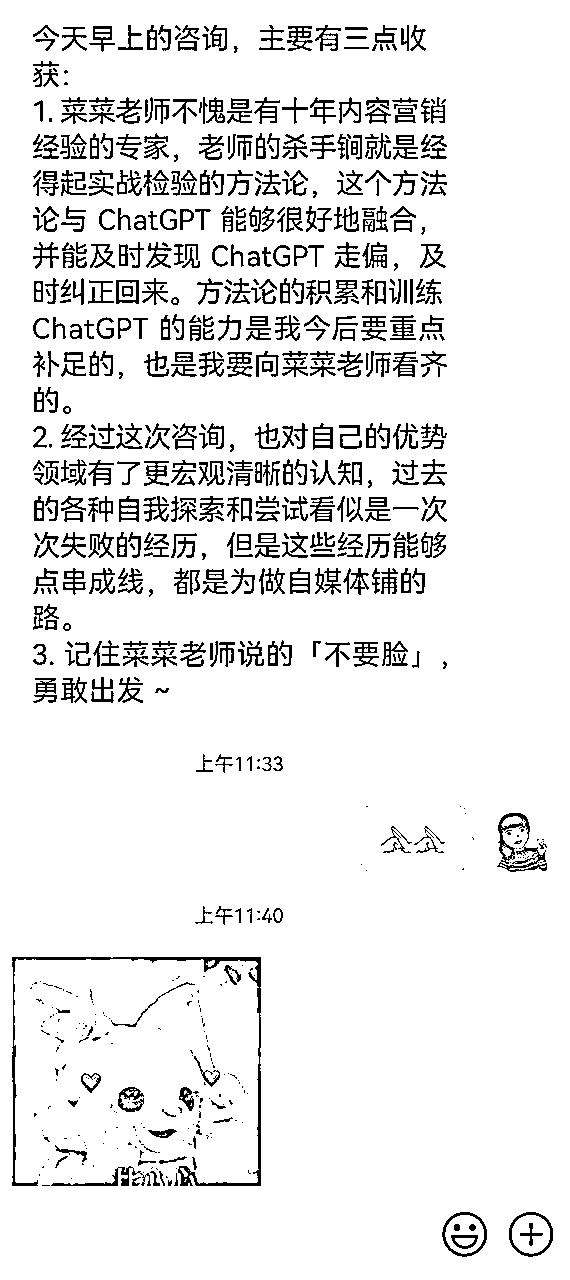 今天早上的咨询，主要有三点收
获：
1. 菜菜老师不愧是有十年内容营销
经验的专家，老师的杀手锏就是经
得起实战检验的方法论，这个方法
论与 ChatGPT 能够很好地融合，
并能及时发现 ChatGPT 走偏，及
时纠正回来。方法论的积累和训练
ChatGPT 的能力是我今后要重点
补足的，也是我要向菜菜老师看齐
的。
2. 经过这次咨询，也对自己的优势
领域有了更宏观清晰的认知，过去
的各种自我探索和尝试看似是一次
次失败的经历，但是这些经历能够
点串成线，都是为做自媒体铺的
路。
3. 记住菜菜老师说的「不要脸」，
勇敢出发 ~
上午11:33
上午11:40